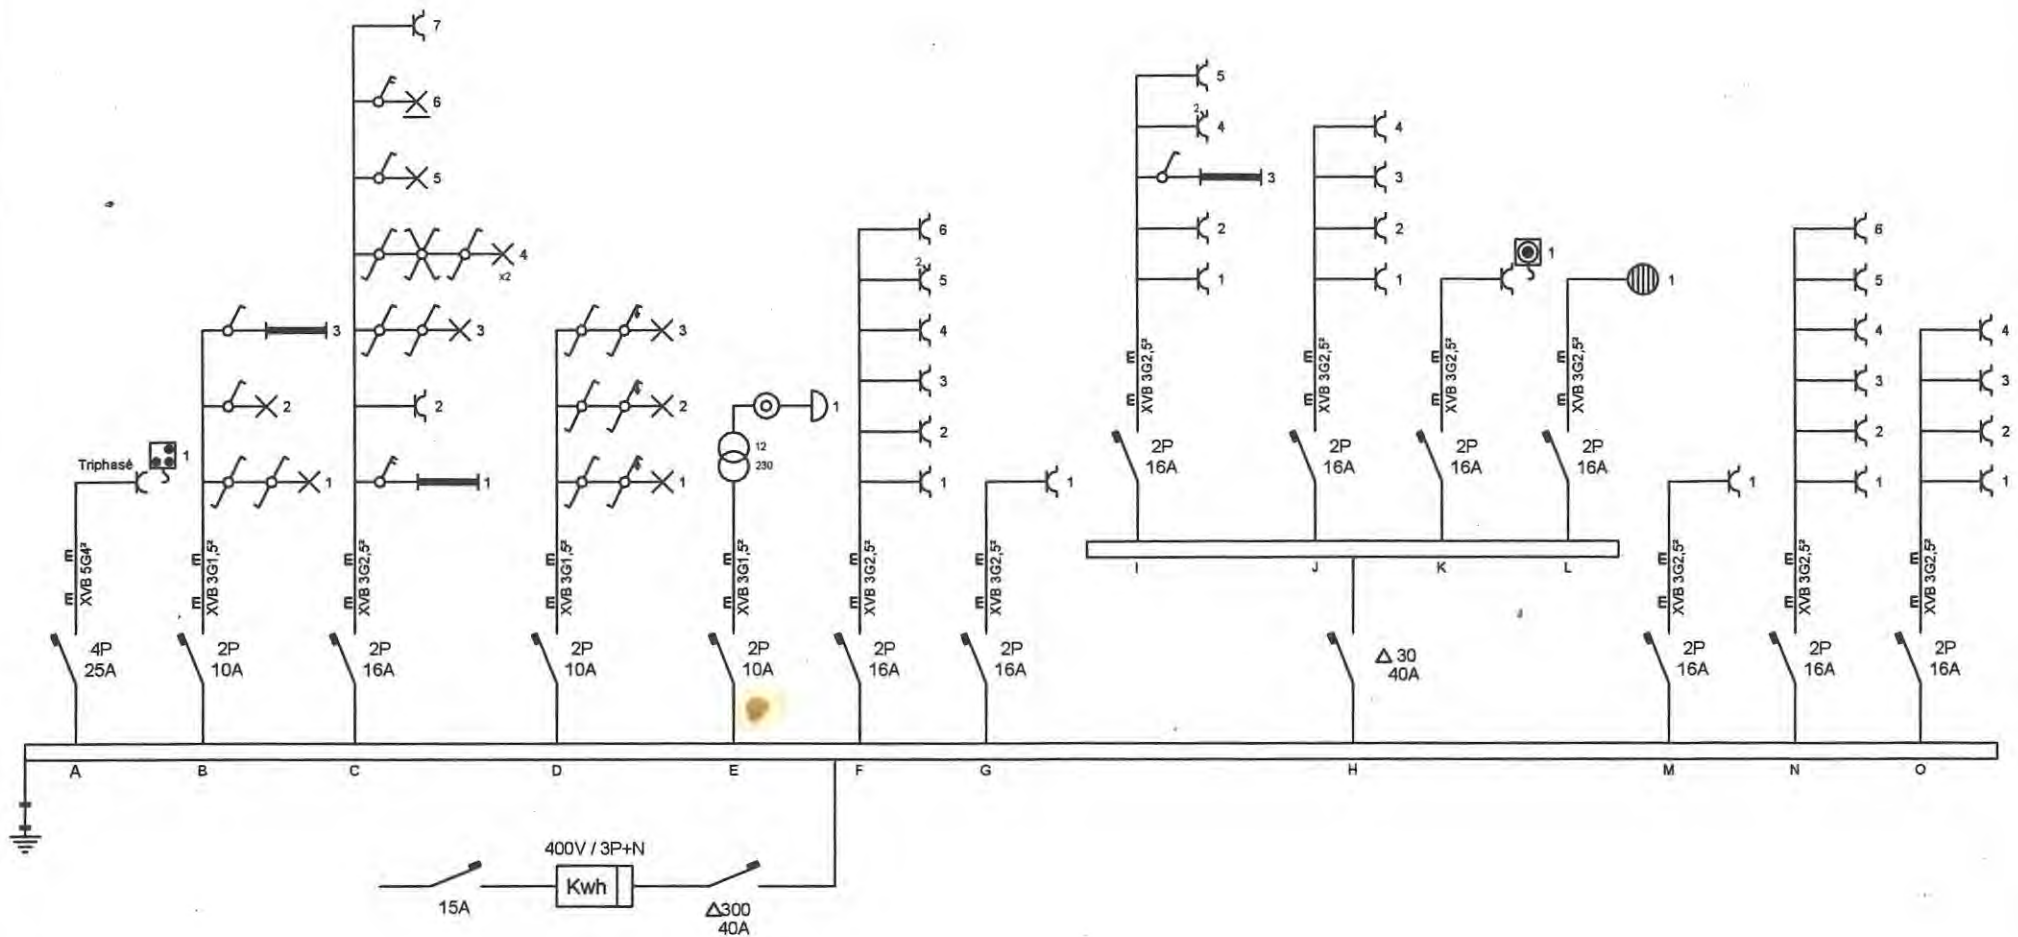 7
6
5
4
x2
3
2
1
3
2
1
Triphasé
1
3
2
1
12
230
1
6
2
5
4
3
2
1
1
5
2
4
3
2
1
4
3
2
1
1
1
1
6
5
4
3
2
1
4
3
2
1
XVB 3G2,5²
XVB 3G2,5²
XVB 3G2,5²
XVB 3G2,5²
2P
16A
2P
16A
2P
16A
2P
16A
I
J
K
L
XVB 5G4²
XVB 3G1,5²
XVB 3G2,5²
XVB 3G1,5²
XVB 3G1,5²
XVB 3G2,5²
XVB 3G2,5²
XVB 3G2,5²
XVB 3G2,5²
XVB 3G2,5²
4P
25A
2P
10A
2P
16A
2P
10A
2P
10A
2P
16A
2P
16A
Δ 30
40A
2P
16A
2P
16A
2P
16A
A
B
C
D
E
F
G
H
M
N
O
400V / 3P+N
15A
Kwh
Δ300
40A